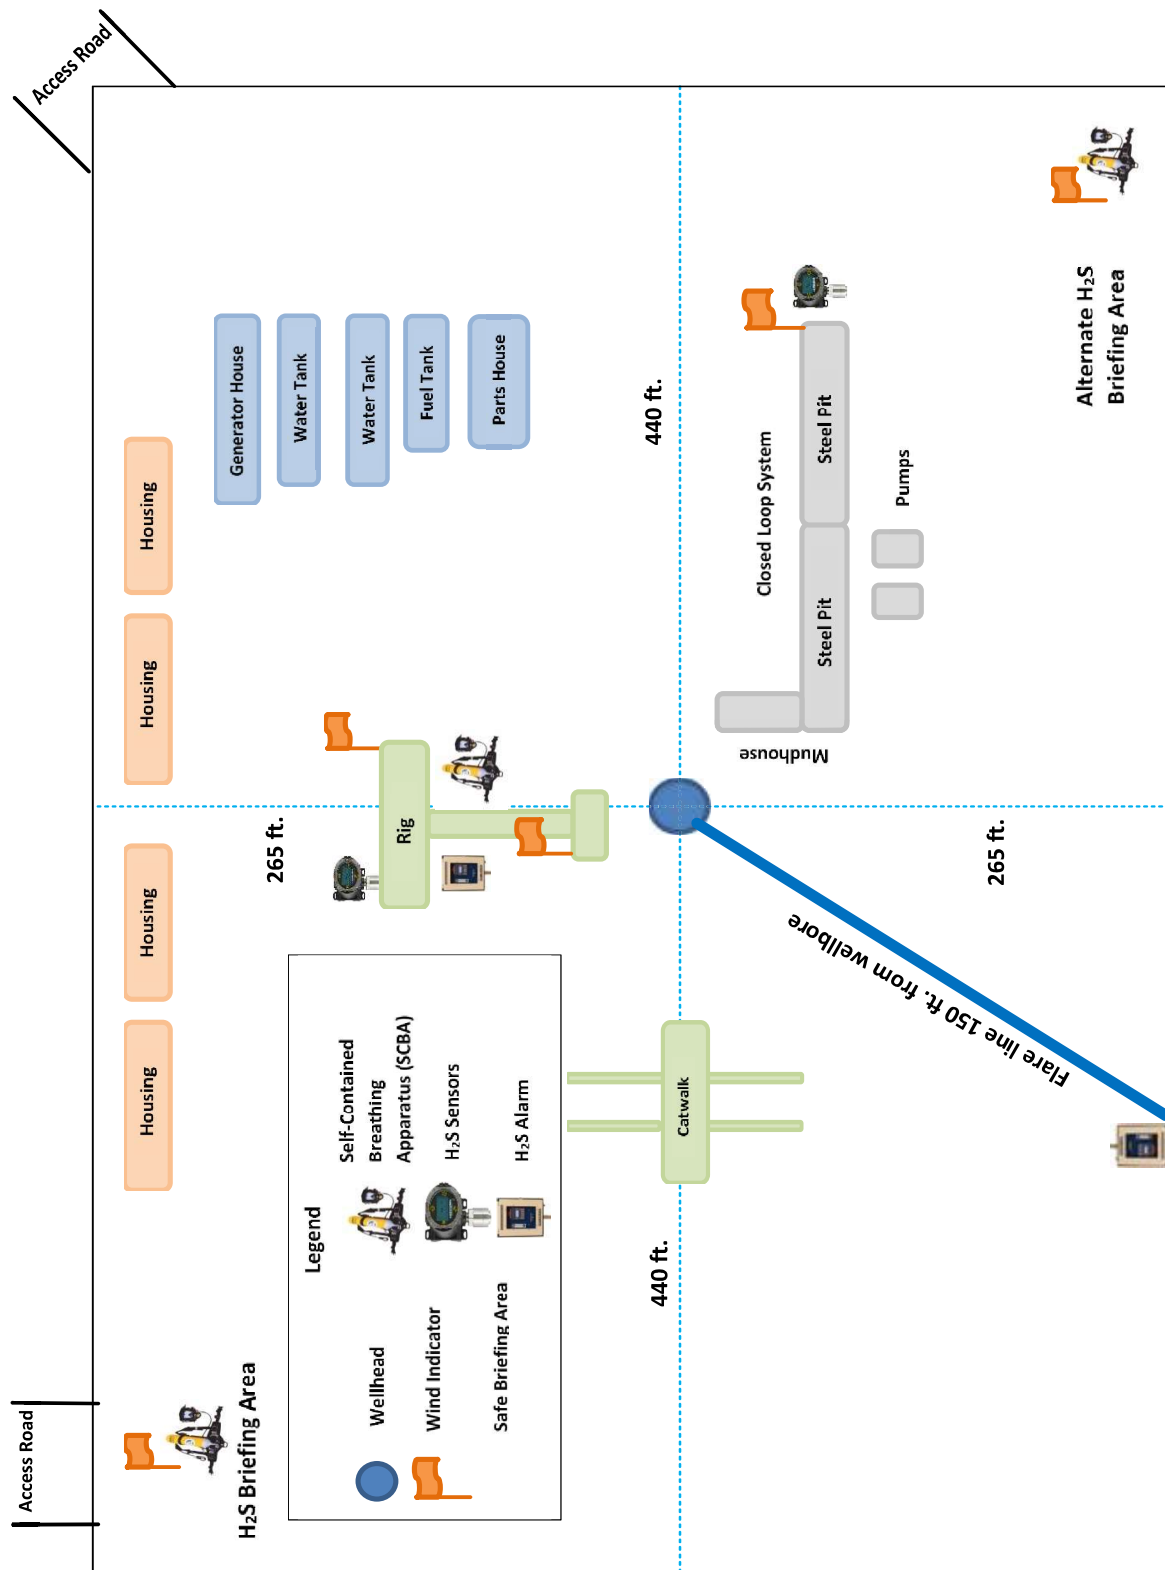 Access Road
Access Road
Housing
Housing
Housing
Housing
Generator House
Water Tank
Water Tank
Fuel Tank
Parts House
265 ft.
Rig
440 ft.
Closed Loop System
Steel Pit
Steel Pit
Mudhouse
Pumps
Alternate H₂S
Briefing Area
265 ft.
Flare line 150 ft. from wellbore
Catwalk
440 ft.
H₂S Briefing Area
Legend
Wellhead
Wind Indicator
Safe Briefing Area
Self-Contained
Breathing
Apparatus (SCBA)
H₂S Sensors
H₂S Alarm